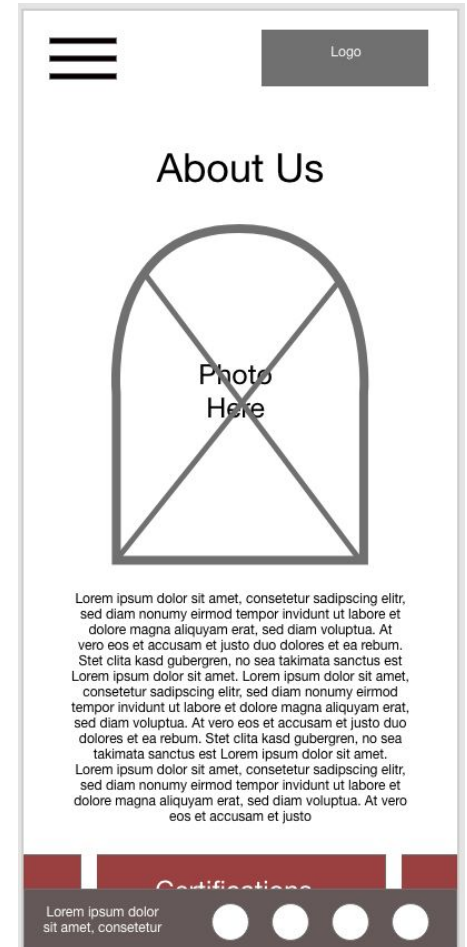 Logo
About Us
Photo
Here
Lorem ipsum dolor sit amet, consetetur sadipscing elitr,
sed diam nonumy eirmod tempor invidunt ut labore et
dolore magna aliquyam erat, sed diam voluptua. At
vero eos et accusam et justo duo dolores et ea rebum.
Stet clita kasd gubergren, no sea takimata sanctus est
Lorem ipsum dolor sit amet. Lorem ipsum dolor sit amet,
consetetur sadipscing elitr, sed diam nonumy eirmod
tempor invidunt ut labore et dolore magna aliquyam erat,
sed diam voluptua. At vero eos et accusam et justo duo
dolores et ea rebum. Stet clita kasd gubergren, no sea
takimata sanctus est Lorem ipsum dolor sit amet.
Lorem ipsum dolor sit amet, consetetur sadipscing elitr,
sed diam nonumy eirmod tempor invidunt ut labore et
dolore magna aliquyam erat, sed diam voluptua. At vero
eos et accusam et justo
Certifications
Lorem ipsum dolor
sit amet, consetetur